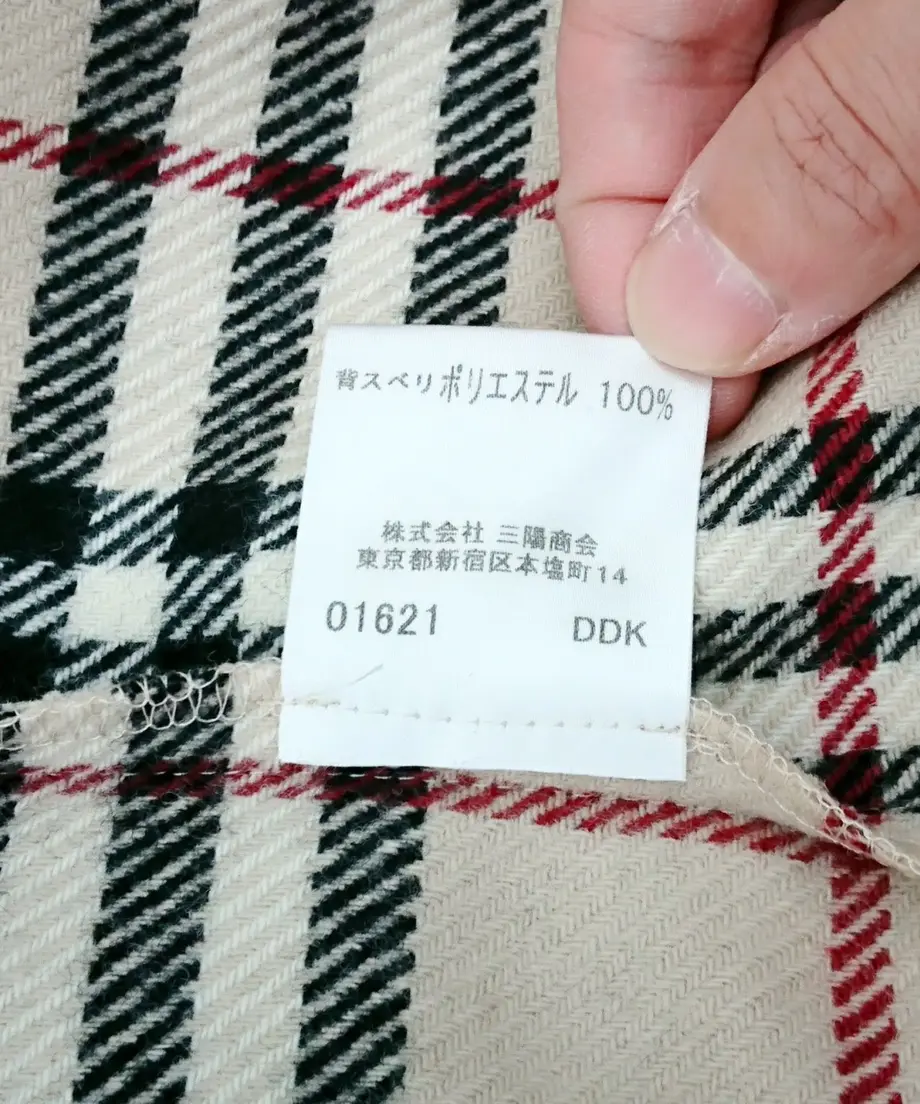 背スベリポリエステル 100%
株式会社 三陽商会
東京都新宿区本塩町14
01621 DDK